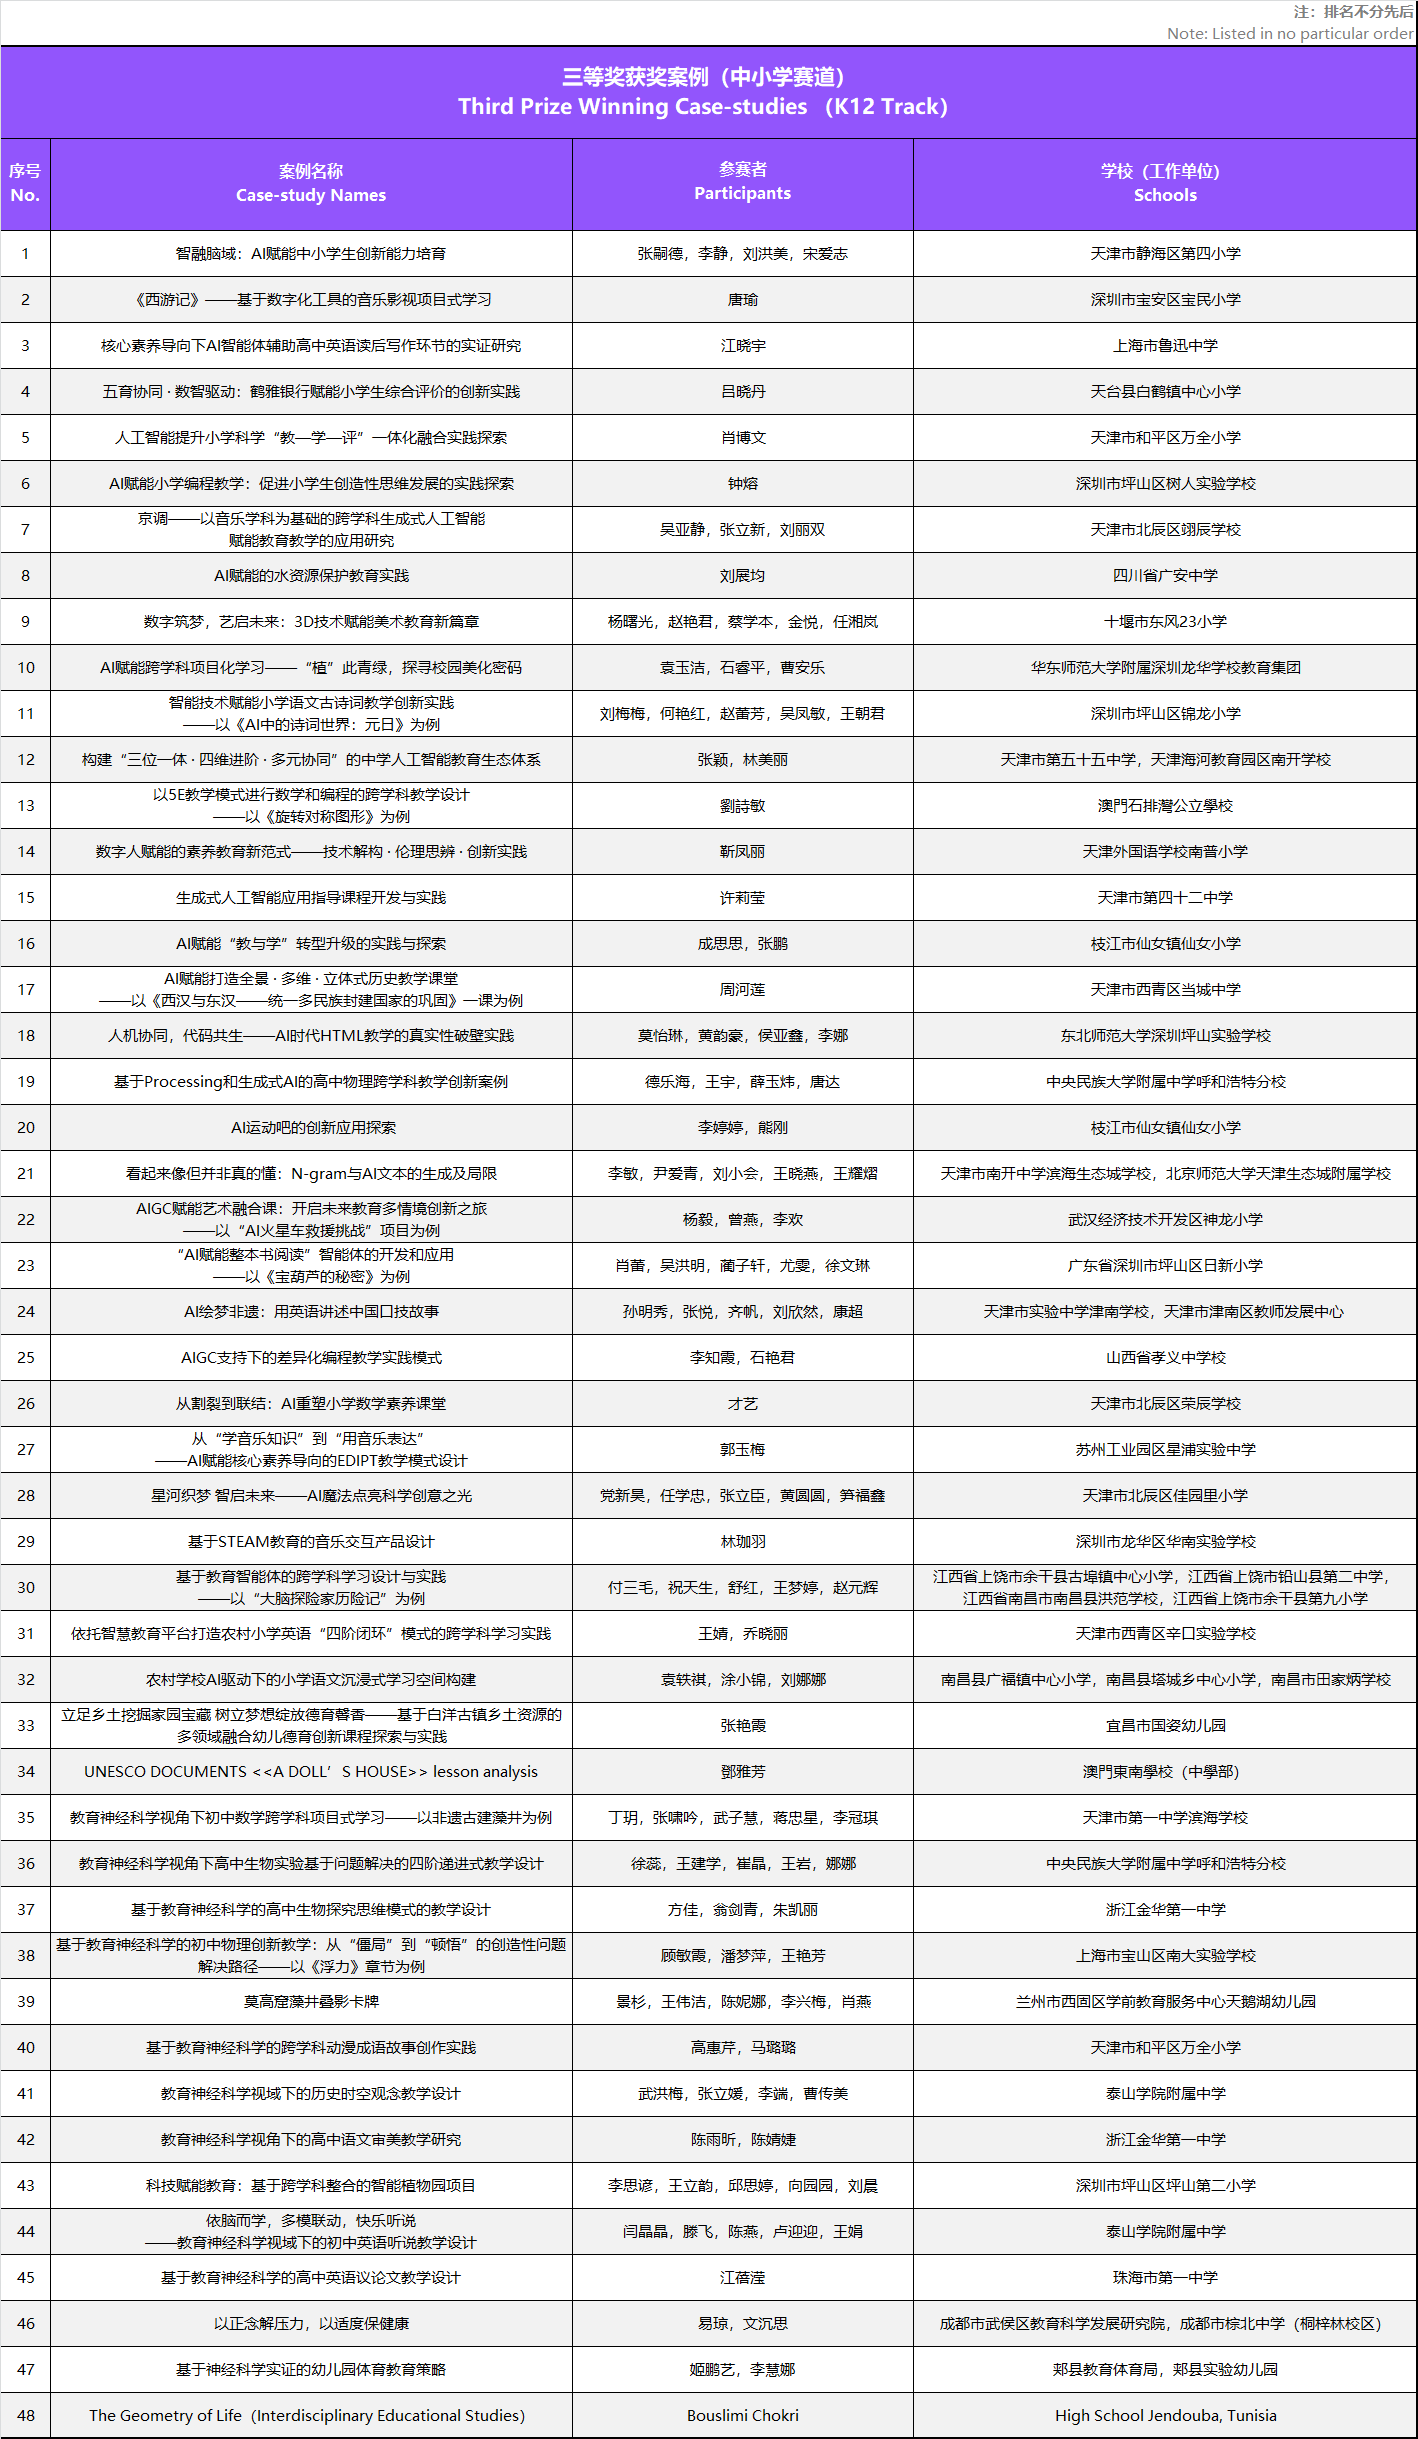 注：排名不分先后
Note: Listed in no particular order
三等奖获奖案例（中小学赛道）
Third Prize Winning Case-studies （K12 Track）
序号 案例名称 参赛者 学校（工作单位）
No. Case-study Names Participants Schools
1 智融脑域：AI赋能中小学生创新能力培育 张嗣德，李静，刘洪美，宋爱志 天津市静海区第四小学
2 《西游记》——基于数字化工具的音乐影视项目式学习 唐瑜 深圳市宝安区宝民小学
3 核心素养导向下AI智能体辅助高中英语读后写作环节的实证研究 江晓宇 上海市鲁迅中学
4 五育协同 · 数智驱动：鹤雅银行赋能小学生综合评价的创新实践 吕晓丹 天台县白鹤镇中心小学
5 人工智能提升小学科学“教—学—评”一体化融合实践探索 肖博文 天津市和平区万全小学
6 AI赋能小学编程教学：促进小学生创造性思维发展的实践探索 钟熔 深圳市坪山区树人实验学校
7 京调——以音乐学科为基础的跨学科生成式人工智能
赋能教育教学的应用研究 吴亚静，张立新，刘丽双 天津市北辰区翊辰学校
8 AI赋能的水资源保护教育实践 刘展均 四川省广安中学
9 数字筑梦，艺启未来：3D技术赋能美术教育新篇章 杨曙光，赵艳君，蔡学本，金悦，任湘岚 十堰市东风23小学
10 AI赋能跨学科项目化学习——“植”此青绿，探寻校园美化密码 袁玉洁，石睿平，曹安乐 华东师范大学附属深圳龙华学校教育集团
11 智能技术赋能小学语文古诗词教学创新实践
——以《AI中的诗词世界：元日》为例 刘梅梅，何艳红，赵蕾芳，吴凤敏，王朝君 深圳市坪山区锦龙小学
12 构建“三位一体 · 四维进阶 · 多元协同”的中学人工智能教育生态体系 张颖，林美丽 天津市第五十五中学，天津海河教育园区南开学校
13 以5E教学模式进行数学和编程的跨学科教学设计
——以《旋转对称图形》为例 劉詩敏 澳門石排灣公立學校
14 数字人赋能的素养教育新范式——技术解构 · 伦理思辨 · 创新实践 靳凤丽 天津外国语学校南普小学
15 生成式人工智能应用指导课程开发与实践 许莉莹 天津市第四十二中学
16 AI赋能“教与学”转型升级的实践与探索 成思思，张鹏 枝江市仙女镇仙女小学
17 AI赋能打造全景 · 多维 · 立体式历史教学课堂
——以《西汉与东汉——统一多民族封建国家的巩固》一课为例 周河莲 天津市西青区当城中学
18 人机协同，代码共生——AI时代HTML教学的真实性破壁实践 莫怡琳，黄韵豪，侯亚鑫，李娜 东北师范大学深圳坪山实验学校
19 基于Processing和生成式AI的高中物理跨学科教学创新案例 德乐海，王宇，薛玉炜，唐达 中央民族大学附属中学呼和浩特分校
20 AI运动吧的创新应用探索 李婷婷，熊刚 枝江市仙女镇仙女小学
21 看起来像但并非真的懂：N-gram与AI文本的生成及局限 李敏，尹爱青，刘小会，王晓燕，王耀熠 天津市南开中学滨海生态城学校，北京师范大学天津生态城附属学校
22 AIGC赋能艺术融合课：开启未来教育多情境创新之旅
——以“AI火星车救援挑战”项目为例 杨毅，曾燕，李欢 武汉经济技术开发区神龙小学
23 “AI赋能整本书阅读”智能体的开发和应用
——以《宝葫芦的秘密》为例 肖蕾，吴洪明，蔺子轩，尤雯，徐文琳 广东省深圳市坪山区日新小学
24 AI绘梦非遗：用英语讲述中国口技故事 孙明秀，张悦，齐帆，刘欣然，康超 天津市实验中学津南学校，天津市津南区教师发展中心
25 AIGC支持下的差异化编程教学实践模式 李知霞，石艳君 山西省孝义中学校
26 从割裂到联结：AI重塑小学数学素养课堂 才艺 天津市北辰区荣辰学校
27 从“学音乐知识”到“用音乐表达”
——AI赋能核心素养导向的EDIPT教学模式设计 郭玉梅 苏州工业园区星浦实验中学
28 星河织梦 智启未来——AI魔法点亮科学创意之光 党新昊，任学忠，张立臣，黄圆圆，笋福鑫 天津市北辰区佳园里小学
29 基于STEAM教育的音乐交互产品设计 林珈羽 深圳市龙华区华南实验学校
30 基于教育智能体的跨学科学习设计与实践
——以“大脑探险家历险记”为例 付三毛，祝天生，舒红，王梦婷，赵元辉 江西省上饶市余干县古埠镇中心小学，江西省上饶市铅山县第二中学，
江西省南昌市南昌县洪范学校，江西省上饶市余干县第九小学
31 依托智慧教育平台打造农村小学英语“四阶闭环”模式的跨学科学习实践 王婧，乔晓丽 天津市西青区辛口实验学校
32 农村学校AI驱动下的小学语文沉浸式学习空间构建 袁轶祺，涂小锦，刘娜娜 南昌县广福镇中心小学，南昌县塔城乡中心小学，南昌市田家炳学校
33 立足乡土挖掘家园宝藏 树立梦想绽放德育馨香——基于白洋古镇乡土资源的
多领域融合幼儿德育创新课程探索与实践 张艳霞 宜昌市国姿幼儿园
34 UNESCO DOCUMENTS <<A DOLL’S HOUSE>> lesson analysis 鄧雅芳 澳門東南學校（中學部）
35 教育神经科学视角下初中数学跨学科项目式学习——以非遗古建藻井为例 丁玥，张啸吟，武子慧，蒋忠星，李冠琪 天津市第一中学滨海学校
36 教育神经科学视角下高中生物实验基于问题解决的四阶递进式教学设计 徐蕊，王建学，崔晶，王岩，娜娜 中央民族大学附属中学呼和浩特分校
37 基于教育神经科学的高中生物探究思维模式的教学设计 方佳，翁剑青，朱凯丽 浙江金华第一中学
38 基于教育神经科学的初中物理创新教学：从“僵局”到“顿悟”的创造性问题
解决路径——以《浮力》章节为例 顾敏霞，潘梦萍，王艳芳 上海市宝山区南大实验学校
39 莫高窟藻井叠影卡牌 景杉，王伟洁，陈妮娜，李兴梅，肖燕 兰州市西固区学前教育服务中心天鹅湖幼儿园
40 基于教育神经科学的跨学科动漫成语故事创作实践 高惠芹，马璐璐 天津市和平区万全小学
41 教育神经科学视域下的历史时空观念教学设计 武洪梅，张立媛，李端，曹传美 泰山学院附属中学
42 教育神经科学视角下的高中语文审美教学研究 陈雨昕，陈婧婕 浙江金华第一中学
43 科技赋能教育：基于跨学科整合的智能植物园项目 李思谚，王立韵，邱思婷，向园园，刘晨 深圳市坪山区坪山第二小学
44 依脑而学，多模联动，快乐听说
——教育神经科学视域下的初中英语听说教学设计 闫晶晶，滕飞，陈燕，卢迎迎，王娟 泰山学院附属中学
45 基于教育神经科学的高中英语议论文教学设计 江蓓滢 珠海市第一中学
46 以正念解压力，以适度保健康 易琼，文沉思 成都市武侯区教育科学发展研究院，成都市棕北中学（桐梓林校区）
47 基于神经科学实证的幼儿园体育教育策略 姬鹏艺，李慧娜 郏县教育体育局，郏县实验幼儿园
48 The Geometry of Life（Interdisciplinary Educational Studies） Bouslimi Chokri High School Jendouba, Tunisia